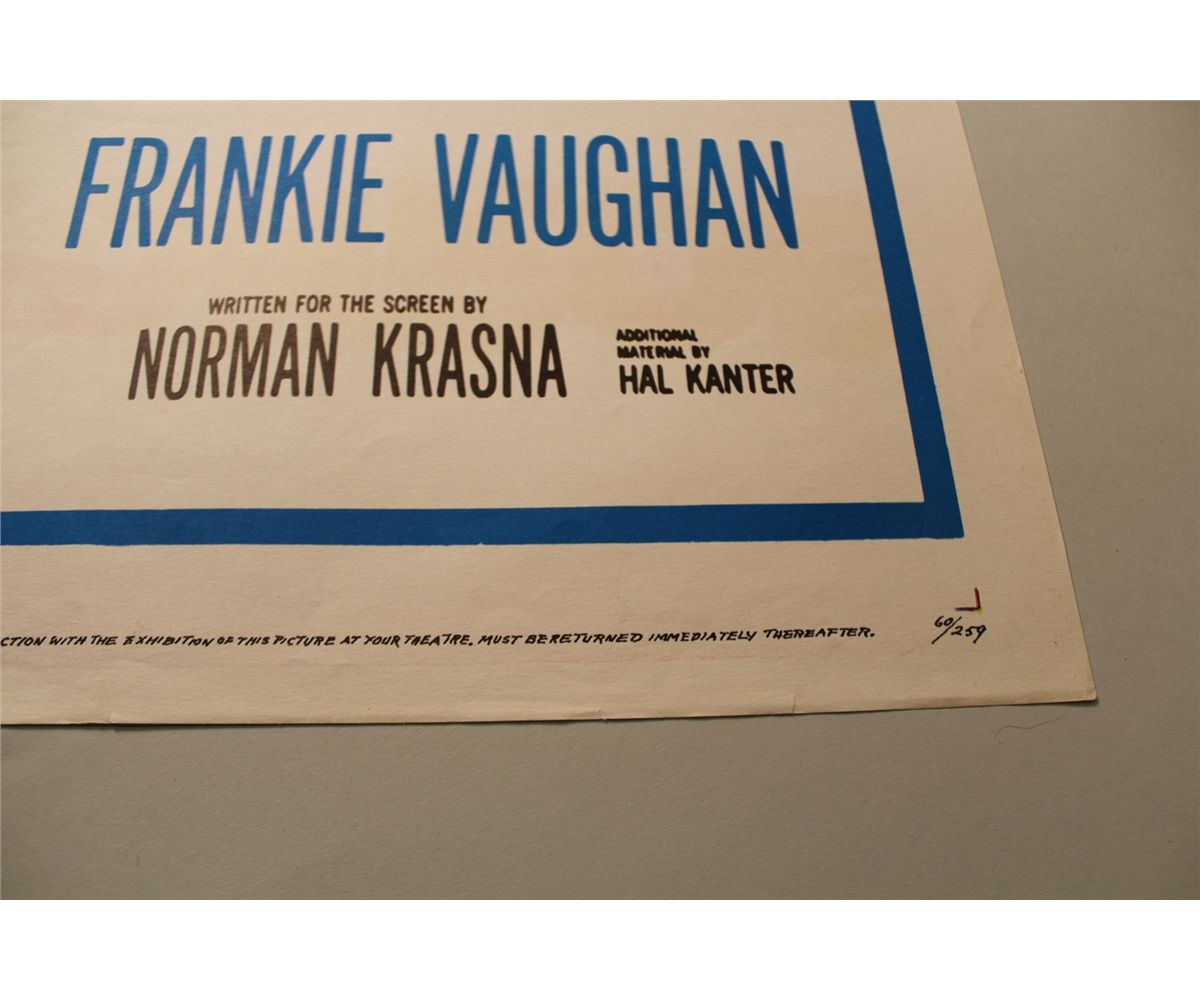 FRANKIE VAUGHAN
WRITTEN FOR THE SCREEN BY
NORMAN KRASNA
ADDITIONAL
MATERIAL BY
HAL KANTER
CTION WITH THE EXHIBITION OF THIS PICTURE AT YOUR THEATRE. MUST BE RETURNED IMMEDIATELY THEREAFTER.
60/259